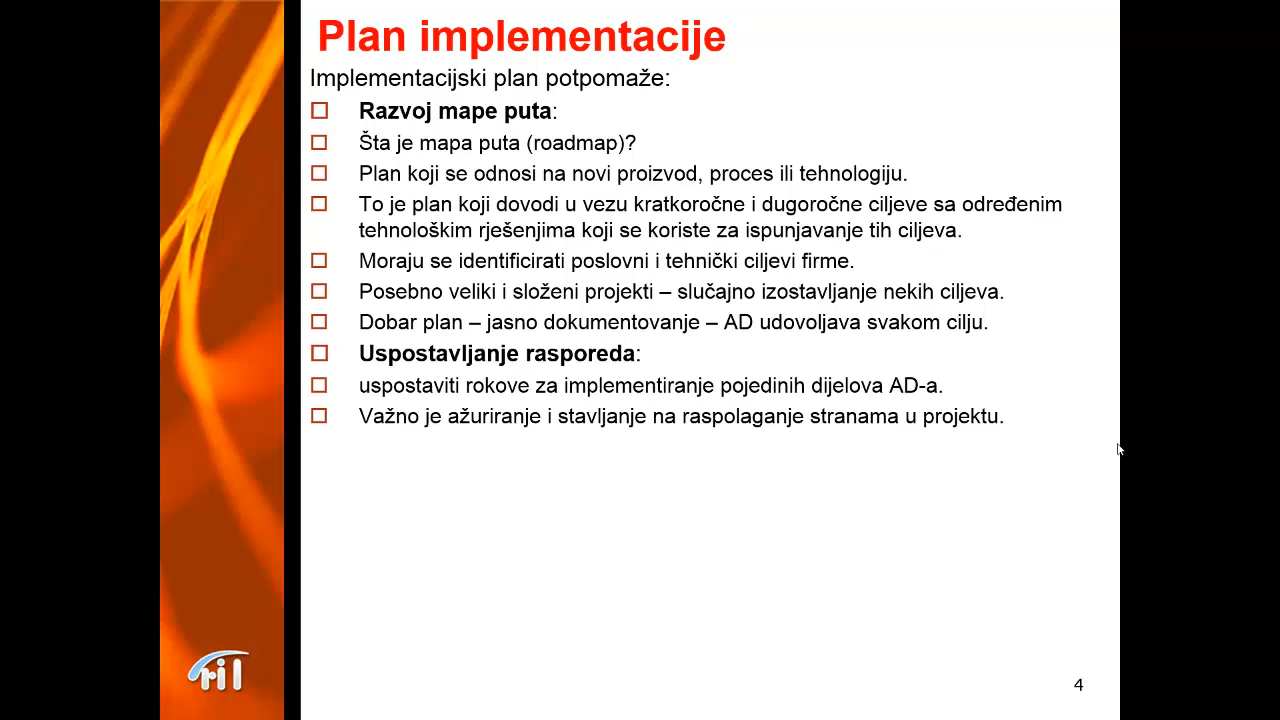 Plan implementacije
Implementacijski plan potpomaže:
Razvoj mape puta:
Šta je mapa puta (roadmap)?
Plan koji se odnosi na novi proizvod, proces ili tehnologiju.
To je plan koji dovodi u vezu kratkoročne i dugoročne ciljeve sa određenim
tehnološkim rješenjima koji se koriste za ispunjavanje tih ciljeva.
Moraju se identificirati poslovni i tehnički ciljevi firme.
Posebno veliki i složeni projekti – slučajno izostavljanje nekih ciljeva.
Dobar plan – jasno dokumentovanje – AD udovoljava svakom cilju.
Uspostavljanje rasporeda:
uspostaviti rokove za implementiranje pojedinih dijelova AD-a.
Važno je ažuriranje i stavljanje na raspolaganje stranama u projektu.
ril
4